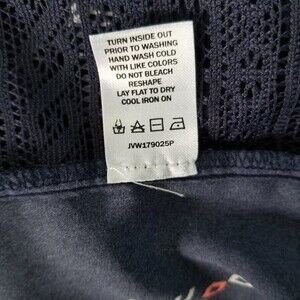 TURN INSIDE OUT
PRIOR TO WASHING
HAND WASH COLD
WITH LIKE COLORS
DO NOT BLEACH
RESHAPE
LAY FLAT TO DRY
COOL IRON ON
JVW179025P